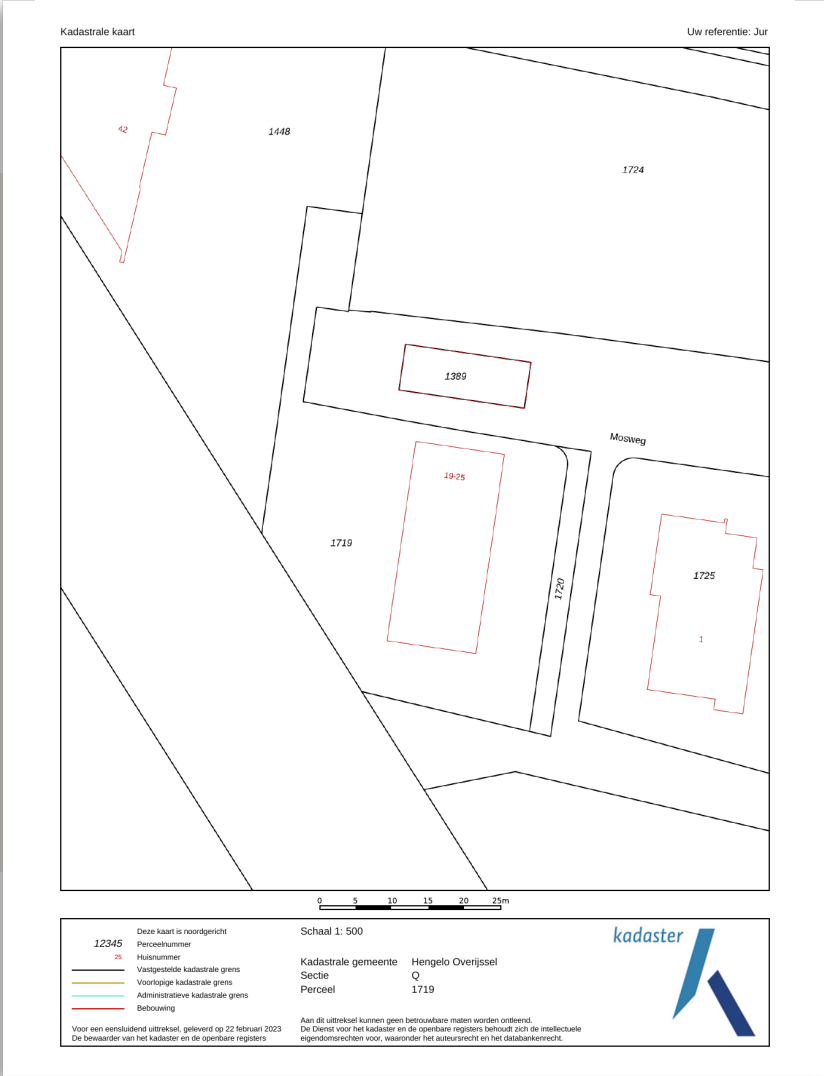 Kadastrale kaart
Uw referentie: Jur
42
1448
1724
1389
Mosweg
19-25
1719
1720
1725
1
0 5 10 15 20 25m
Deze kaart is noordgericht
12345 Perceelnummer
25 Huisnummer
Vastgestelde kadastrale grens
Voorlopige kadastrale grens
Administratieve kadastrale grens
Bebouwing
Voor een eensluidend uittreksel, geleverd op 22 februari 2023
De bewaarder van het kadaster en de openbare registers
Schaal 1: 500
Kadastrale gemeente Hengelo Overijssel
Sectie Q
Perceel 1719
Aan dit uittreksel kunnen geen betrouwbare maten worden ontleend.
De Dienst voor het kadaster en de openbare registers behoudt zich de intellectuele
eigendomsrechten voor, waaronder het auteursrecht en het databankenrecht.
kadaster